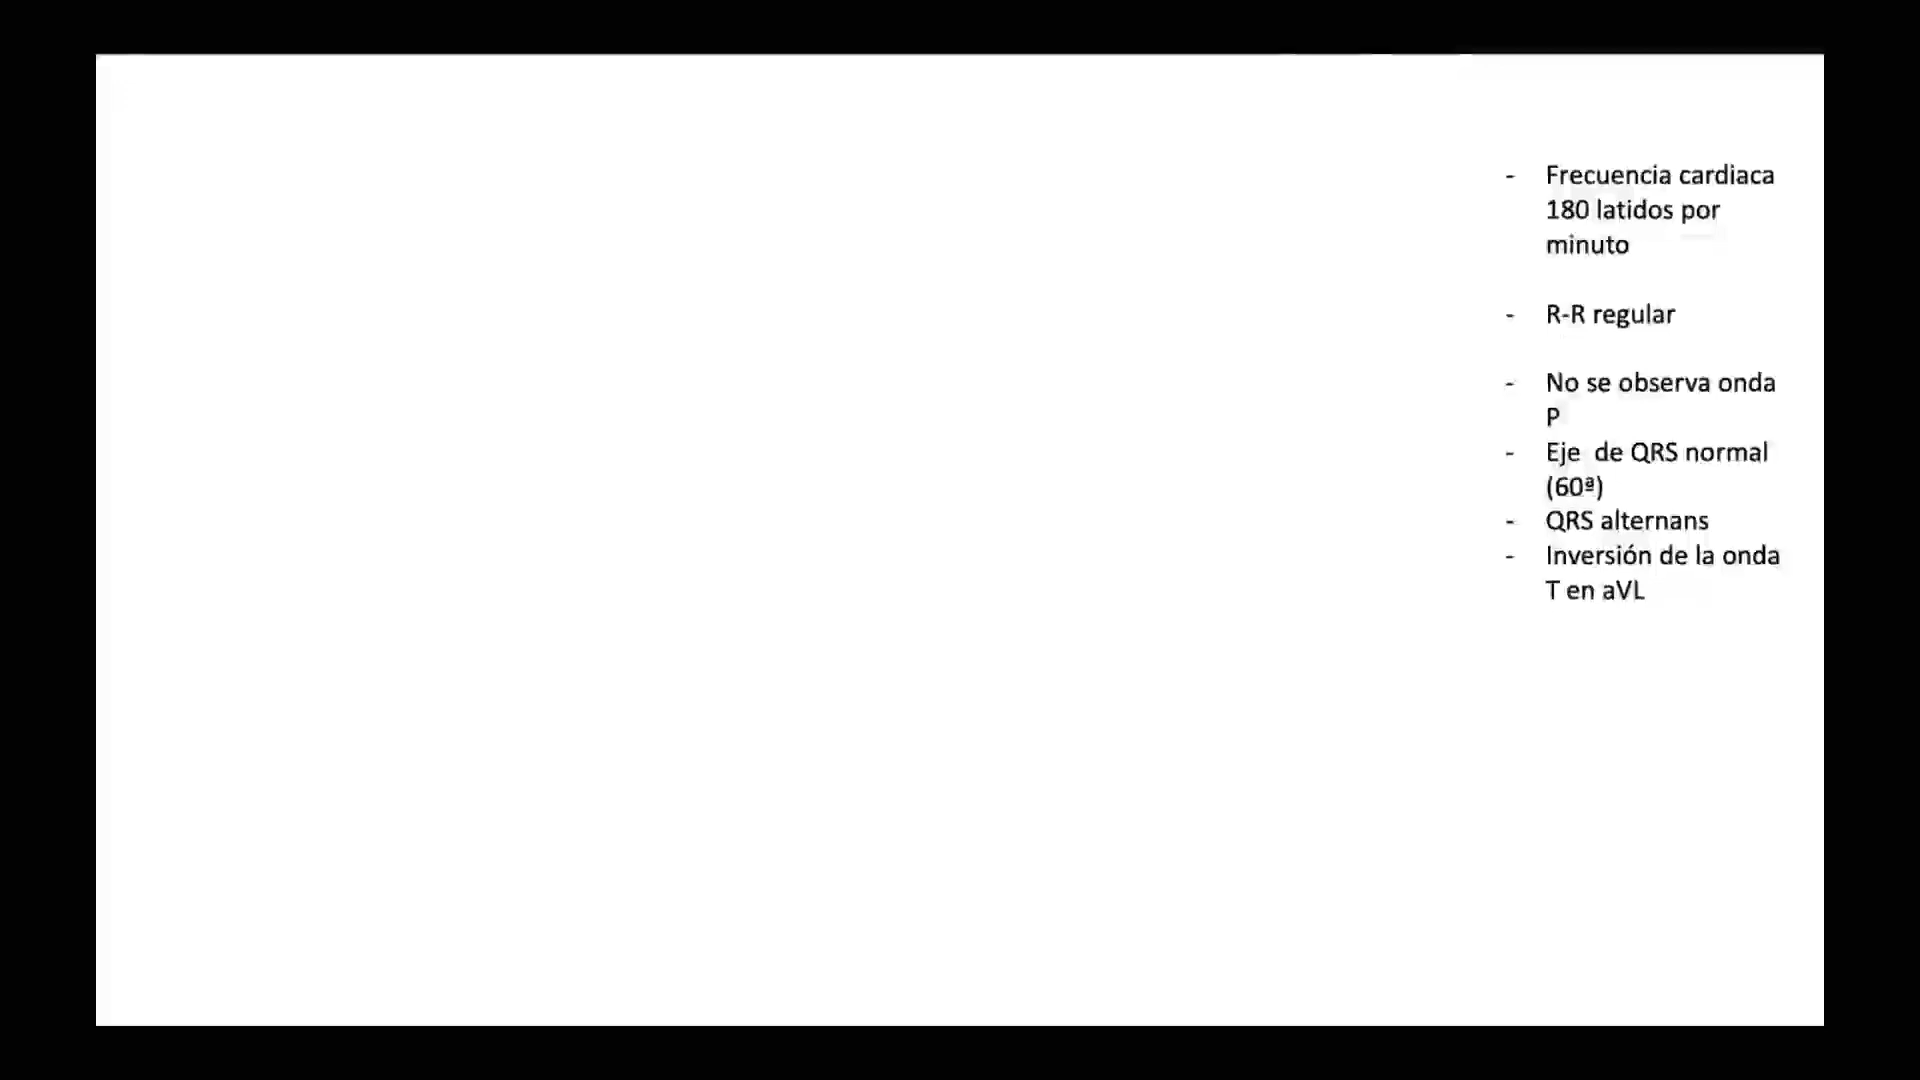 - Frecuencia cardiaca
180 latidos por
minuto
- R-R regular
- No se observa onda
P
- Eje  de QRS normal
(60ª)
- QRS alternans
- Inversión de la onda
T en aVL